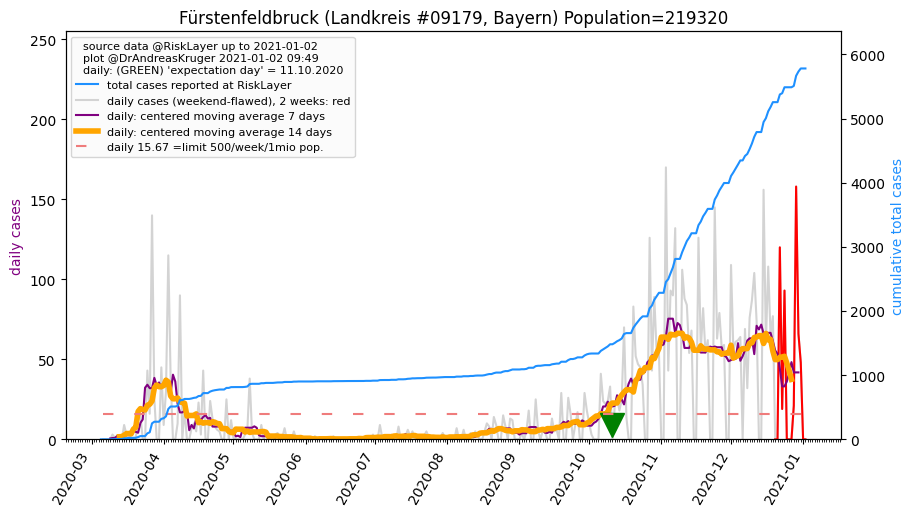 Fürstenfeldbruck (Landkreis #09179, Bayern) Population=219320
source data @RiskLayer up to 2021-01-02
plot @DrAndreasKruger 2021-01-02 09:49
daily: (GREEN) 'expectation day' = 11.10.2020
total cases reported at RiskLayer
daily cases (weekend-flawed), 2 weeks: red
daily: centered moving average 7 days
daily: centered moving average 14 days
daily 15.67 =limit 500/week/1mio pop.
daily cases
250
200
150
100
50
0
cumulative total cases
6000
5000
4000
3000
2000
1000
0
2020-03
2020-04
2020-05
2020-06
2020-07
2020-08
2020-09
2020-10
2020-11
2020-12
2021-01